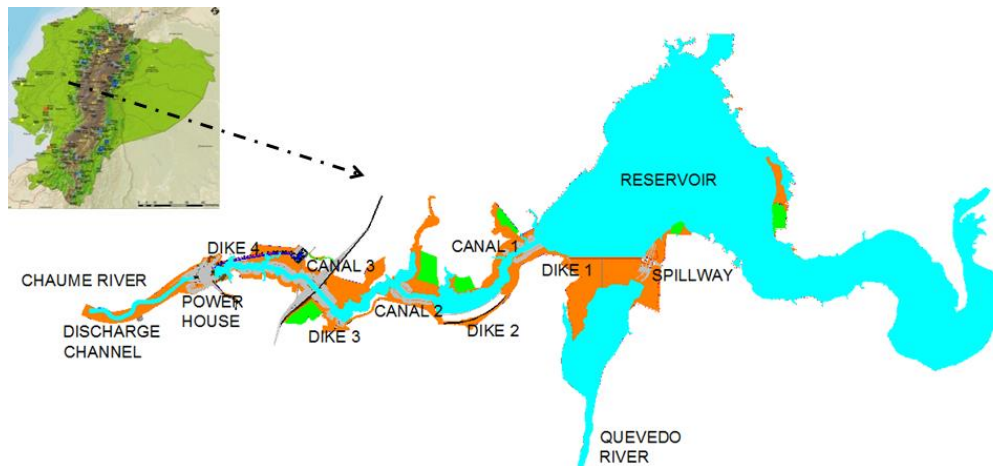 RESERVOIR
CANAL 1
DIKE 4
CANAL 3
DIKE 1
SPILLWAY
CHAUME RIVER
POWER
HOUSE
CANAL 2
DISCHARGE
CHANNEL
DIKE 3
DIKE 2
QUEVEDO
RIVER